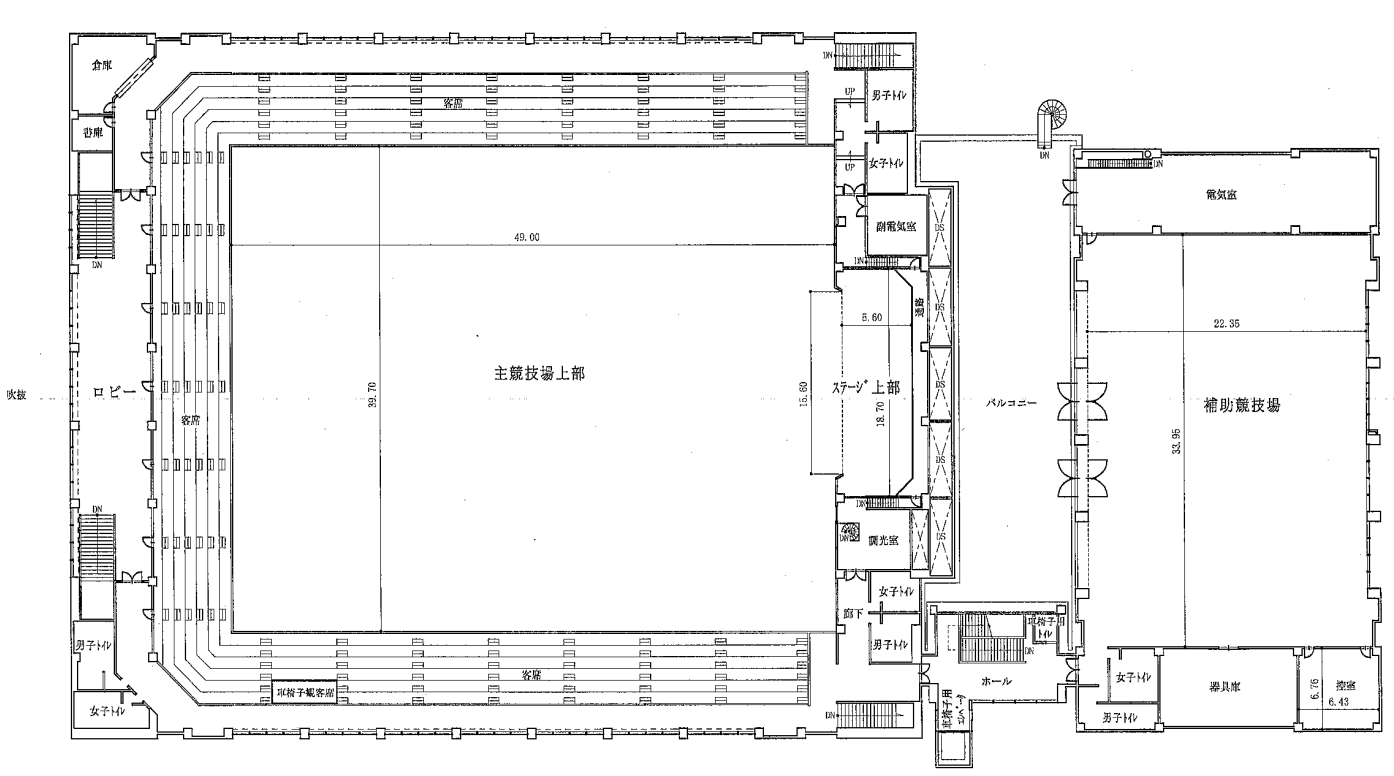 倉庫
倉庫
DN
ロビー
吹抜
DN
男子トイレ
女子トイレ
客席
客席
客席
車椅子観客席
49.00
39.70
主競技場上部
DN
男子トイレ
UP
女子トイレ
UP
副電気室
DS
DN
通路
5.60
DS
15.60
ステージ上部
18.70
DS
DS
DN
DS
DN
調光室
女子トイレ
廊下
男子トイレ
DN
バルコニー
DN
車椅子用
トイレ
DN
ホール
車椅子用
エレベータ
DN
電気室
22.35
補助競技場
33.95
女子トイレ
男子トイレ
器具庫
控室
6.76
6.43